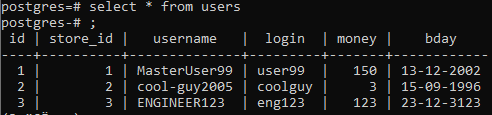 postgres=# select * from users
postgres-# ;
id | store_id | username | login | money | bday
----+----------+---------------+---------+-------+------------
1 | 1 | MasterUser99 | user99 | 150 | 13-12-2002
2 | 2 | cool-guy2005 | coolguy | 3 | 15-09-1996
3 | 3 | ENGINEER123 | eng123 | 123 | 23-12-3123